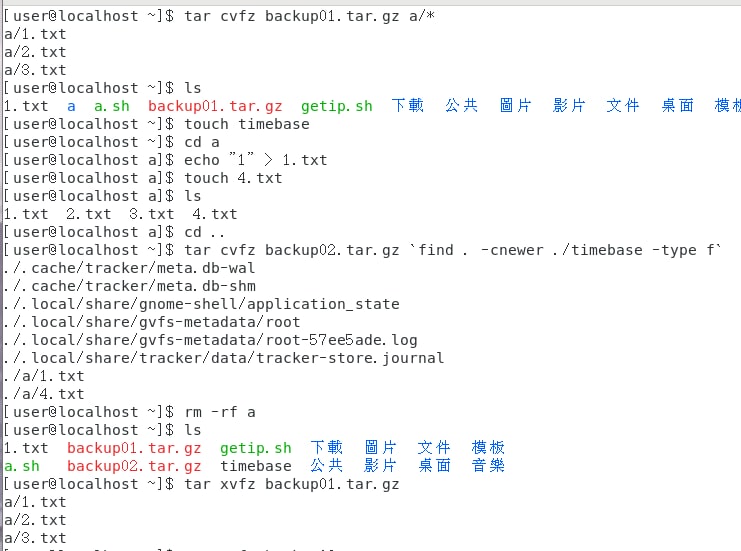 [user@localhost ~]$ tar cvfz backup01.tar.gz a/*
a/1.txt
a/2.txt
a/3.txt
[user@localhost ~]$ ls
1.txt a a.sh backup01.tar.gz getip.sh 下載 公共 圖片 影片 文件 桌面 模板
[user@localhost ~]$ touch timebase
[user@localhost ~]$ cd a
[user@localhost a]$ echo "1" > 1.txt
[user@localhost a]$ touch 4.txt
[user@localhost a]$ ls
1.txt 2.txt 3.txt 4.txt
[user@localhost a]$ cd ..
[user@localhost ~]$ tar cvfz backup02.tar.gz `find . -cnewer ./timebase -type f`
./.cache/tracker/meta.db-wal
./.cache/tracker/meta.db-shm
./.local/share/gnome-shell/application_state
./.local/share/gvfs-metadata/root
./.local/share/gvfs-metadata/root-57ee5ade.log
./.local/share/tracker/data/tracker-store.journal
./a/1.txt
./a/4.txt
[user@localhost ~]$ rm -rf a
[user@localhost ~]$ ls
1.txt backup01.tar.gz getip.sh 下載 圖片 文件 模板
a.sh backup02.tar.gz timebase 公共 影片 桌面 音樂
[user@localhost ~]$ tar xvfz backup01.tar.gz
a/1.txt
a/2.txt
a/3.txt